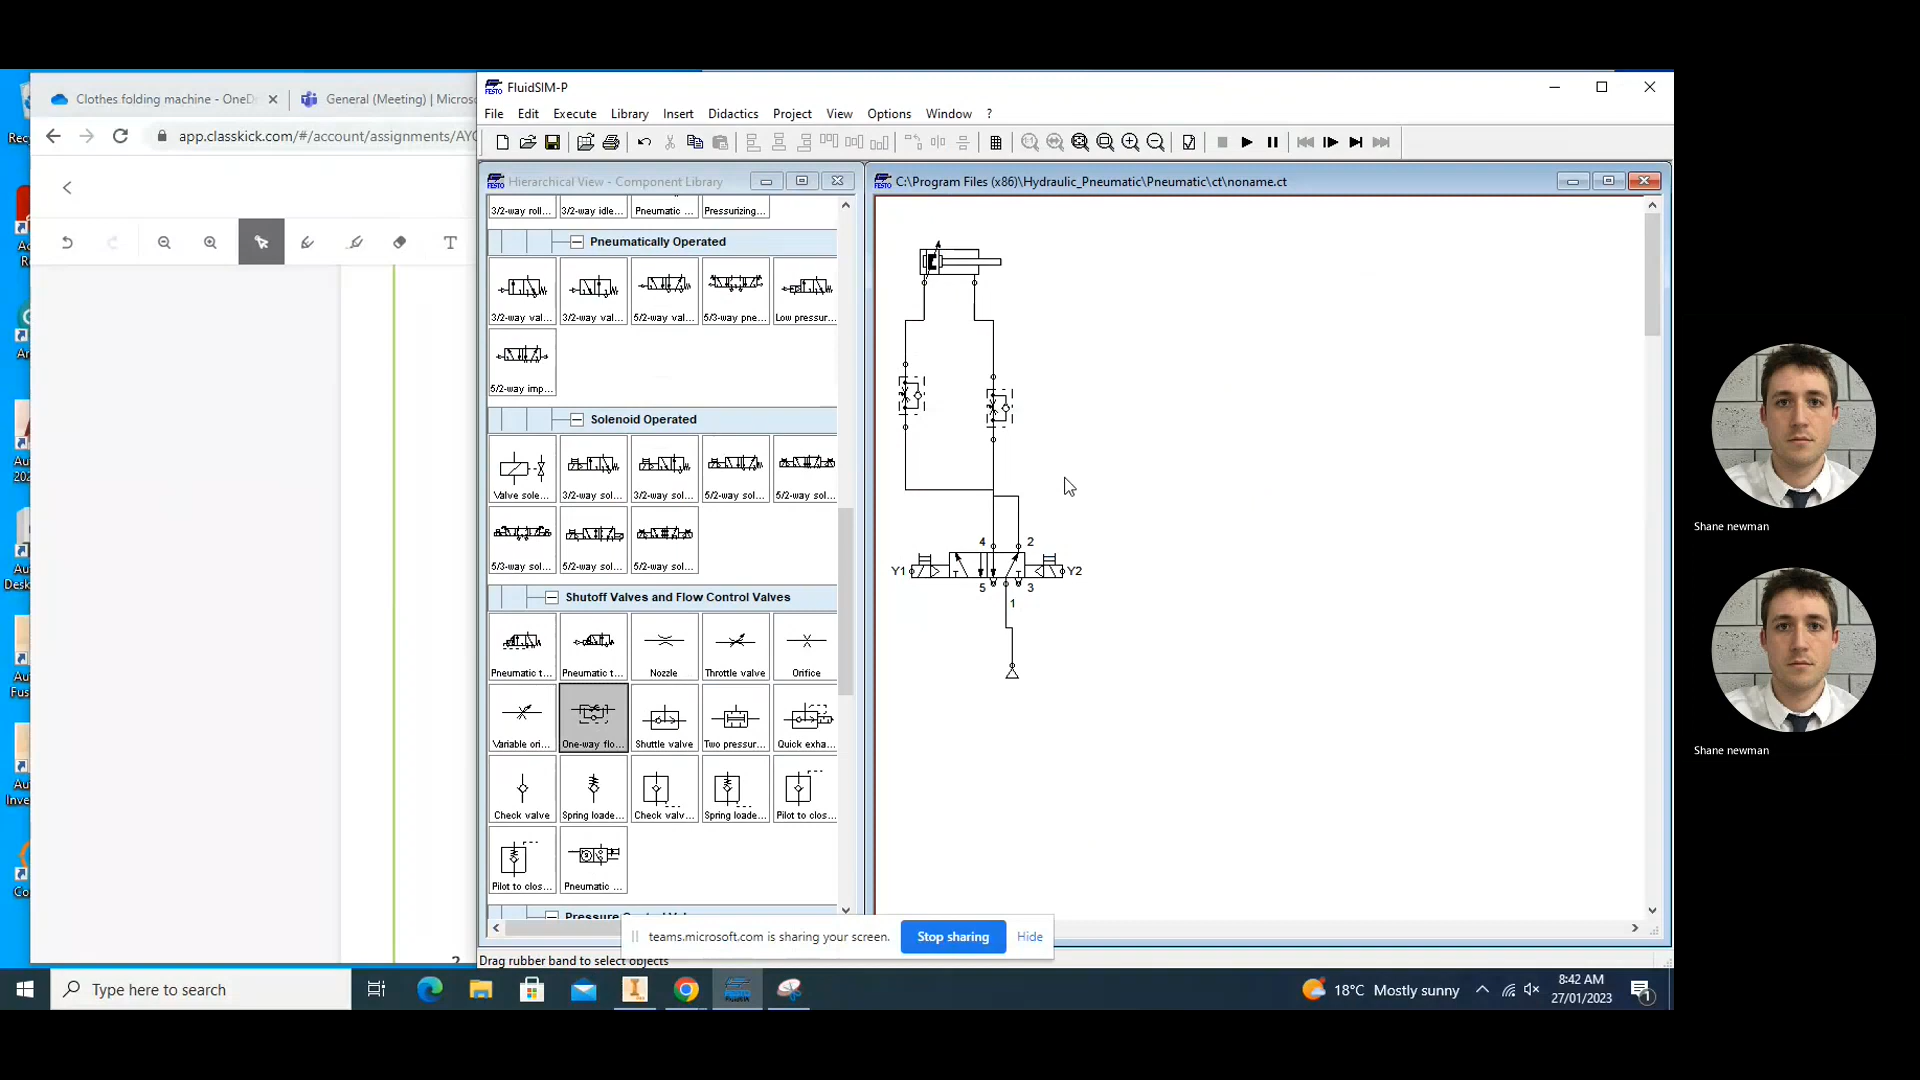 FluidSIM-P
Clothes folding machine - OneD
General (Meeting) | Micros
File Edit Execute Library Insert Didactics Project View Options Window ?
app.classkick.com/#/account/assignments/AYC
Hierarchical View - Component Library
C:\Program Files (x86)\Hydraulic_Pneumatic\Pneumatic\ct\noname.ct
3/2-way roll... 3/2-way idle... Pneumatic ... Pressurizing...
T
Pneumatically Operated
3/2-way val... 3/2-way val... 5/2-way val... 5/3-way pne... Low pressur...
5/2-way imp...
Solenoid Operated
Valve sole... 3/2-way sol... 3/2-way sol... 5/2-way sol... 5/2-way sol...
5/3-way sol... 5/2-way sol... 5/2-way sol...
4 2
Y1 Y2
5 3
1
Shutoff Valves and Flow Control Valves
Pneumatic t... Pneumatic t... Nozzle Throttle valve Orifice
Variable ori... One-way flo... Shuttle valve Two pressur... Quick exha...
Check valve Spring loade... Check valv... Spring loade... Pilot to clos...
Pilot to clos... Pneumatic ...
teams.microsoft.com is sharing your screen. Stop sharing Hide
Drag rubber band to select objects
Type here to search
18°C Mostly sunny
8:42 AM
27/01/2023
1
Shane newman
Shane newman